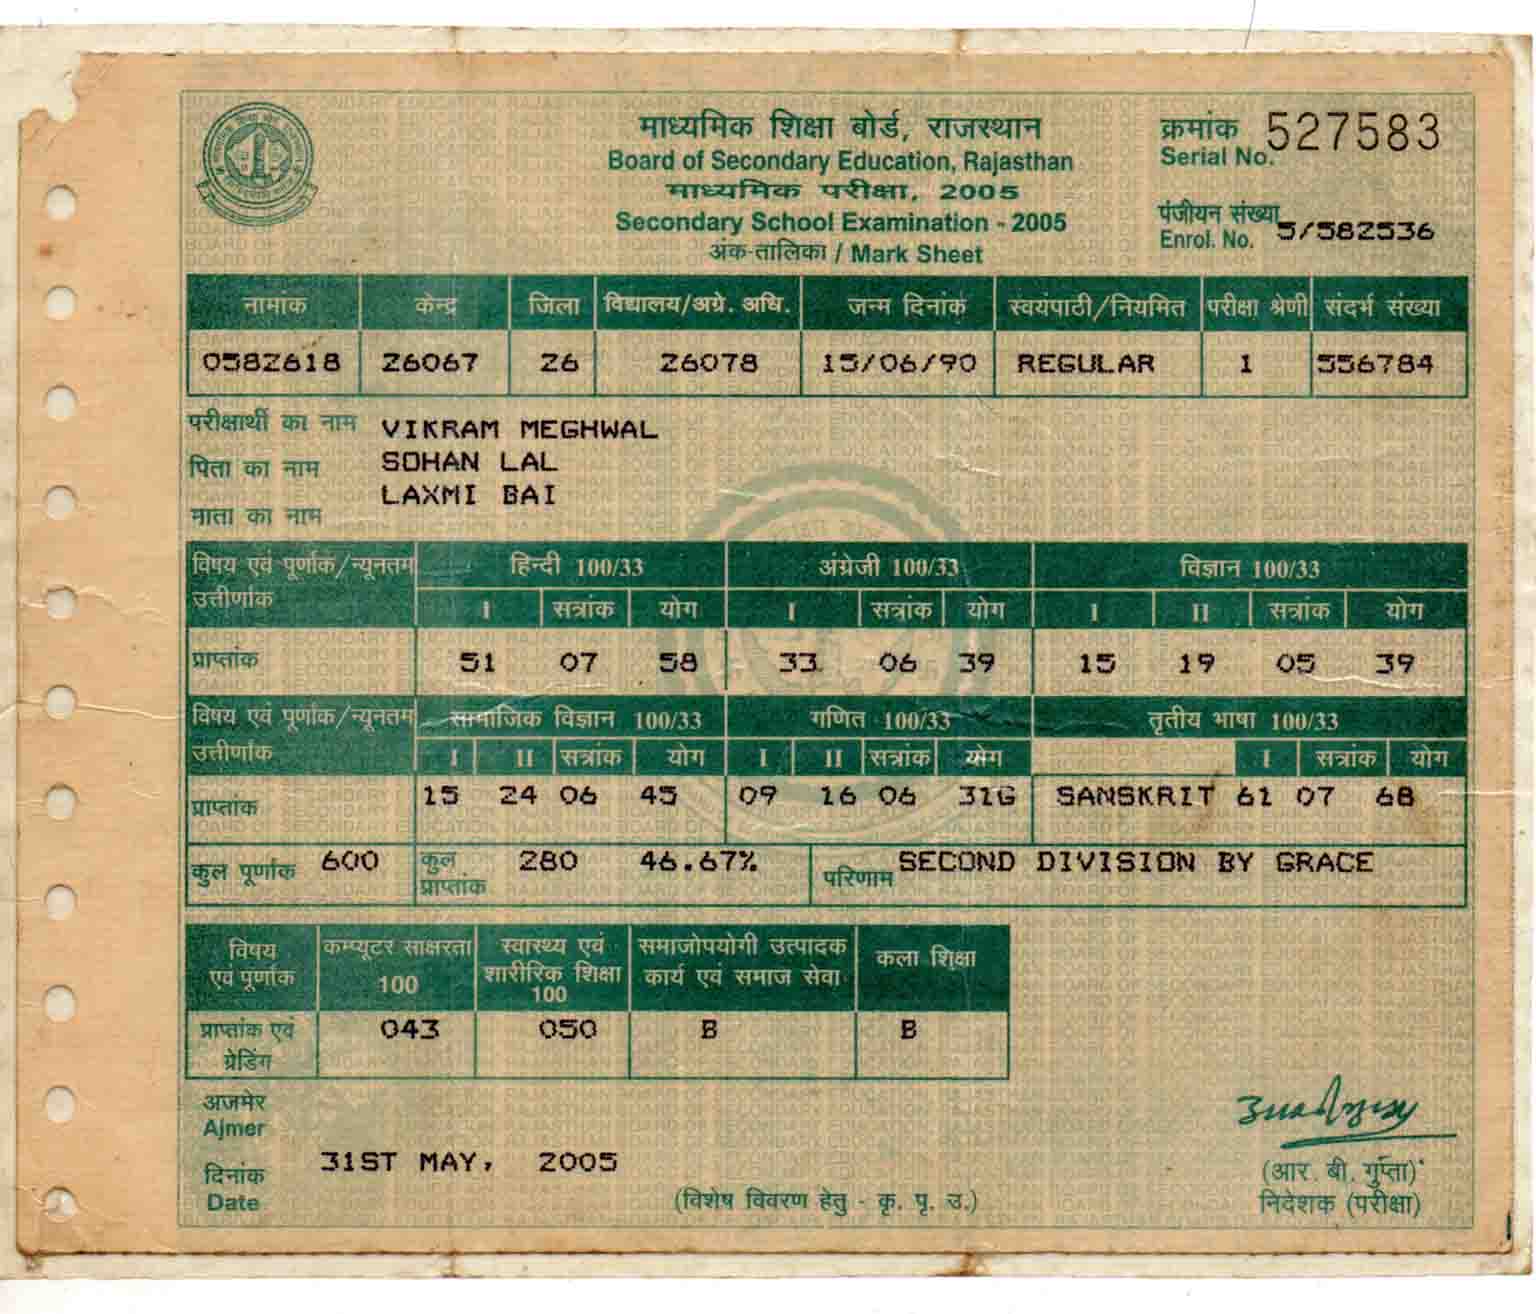 माध्यमिक शिक्षा बोर्ड, राजस्थान
Board of Secondary Education, Rajasthan
माध्यमिक परीक्षा, 2005
Secondary School Examination - 2005
अंक-तालिका / Mark Sheet
क्रमांक 527583
Serial No.
पंजीयन संख्या 5/582536
Enrol. No.
नामांक केन्द्र जिला विद्यालय/अग्रे. अधि. जन्म दिनांक स्वयंपाठी/नियमित परीक्षा श्रेणी संदर्भ संख्या
0582618 26067 26 26078 15/06/90 REGULAR 1 556784
परीक्षार्थी का नाम VIKRAM MEGHWAL
पिता का नाम SOHAN LAL
माता का नाम LAXMI BAI
विषय एवं पूर्णांक/न्यूनतम हिन्दी 100/33 अंग्रेजी 100/33 विज्ञान 100/33
उत्तीर्णांक I सत्रांक योग I सत्रांक योग I II सत्रांक योग
प्राप्तांक 51 07 58 33 06 39 15 19 05 39
विषय एवं पूर्णांक/न्यूनतम सामाजिक विज्ञान 100/33 गणित 100/33 तृतीय भाषा 100/33
उत्तीर्णांक I II सत्रांक योग I II सत्रांक योग I सत्रांक योग
प्राप्तांक 15 24 06 45 09 16 06 31G SANSKRIT 61 07 68
कुल पूर्णांक 600 कुल प्राप्तांक 280 46.67% परिणाम SECOND DIVISION BY GRACE
विषय एवं पूर्णांक कम्प्यूटर साक्षरता 100 स्वास्थ्य एवं शारीरिक शिक्षा 100 समाजोपयोगी उत्पादक कार्य एवं समाज सेवा कला शिक्षा
प्राप्तांक एवं ग्रेडिंग 043 050 B B
अजमेर
Ajmer
दिनांक 31ST MAY, 2005
Date
(विशेष विवरण हेतु - कृ. पृ. उ.)
(आर. बी. गुप्ता)
निदेशक (परीक्षा)